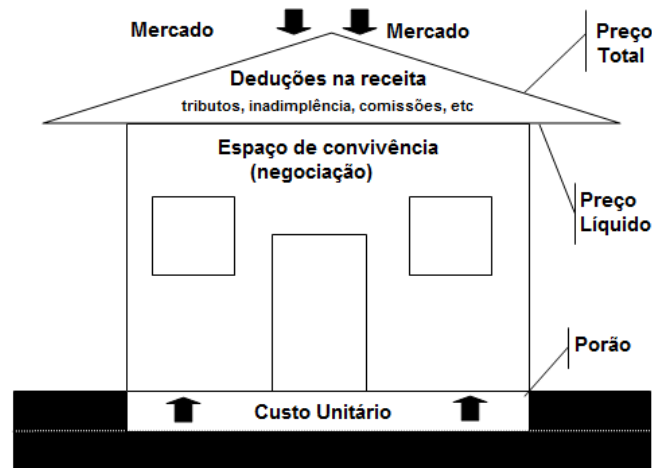 Mercado
Mercado
Preço
Total
Deduções na receita
tributos, inadimplência, comissões, etc
Espaço de convivência
(negociação)
Preço
Líquido
Porão
Custo Unitário